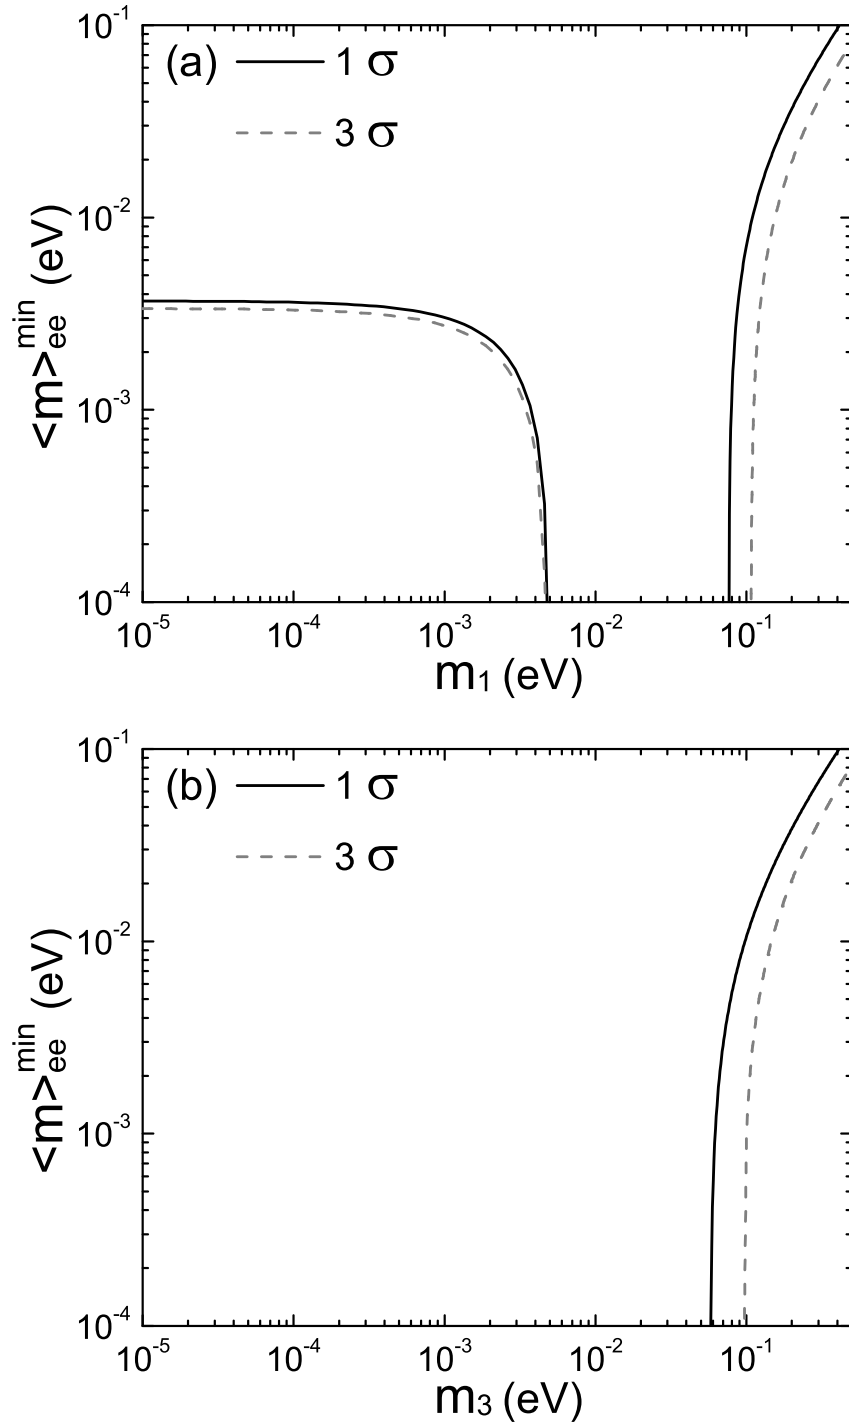 10⁻¹
(a)
1 σ
3 σ
10⁻²
10⁻³
10⁻⁴
<m>ee^min (eV)
10⁻⁵ 10⁻⁴ 10⁻³ 10⁻² 10⁻¹
m₁ (eV)
10⁻¹
(b)
1 σ
3 σ
10⁻²
10⁻³
10⁻⁴
<m>ee^min (eV)
10⁻⁵ 10⁻⁴ 10⁻³ 10⁻² 10⁻¹
m₃ (eV)